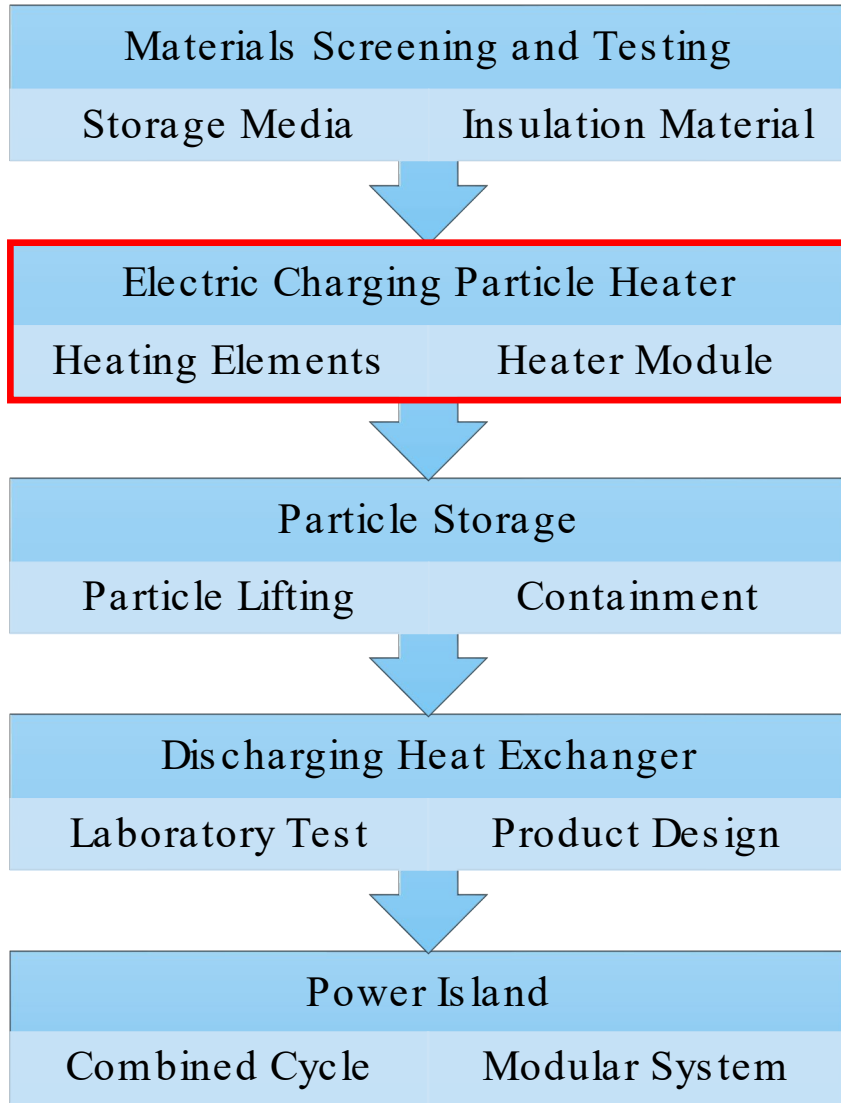 Materials Screening and Testing
Storage Media Insulation Material
Electric Charging Particle Heater
Heating Elements Heater Module
Particle Storage
Particle Lifting Containment
Discharging Heat Exchanger
Laboratory Test Product Design
Power Island
Combined Cycle Modular System